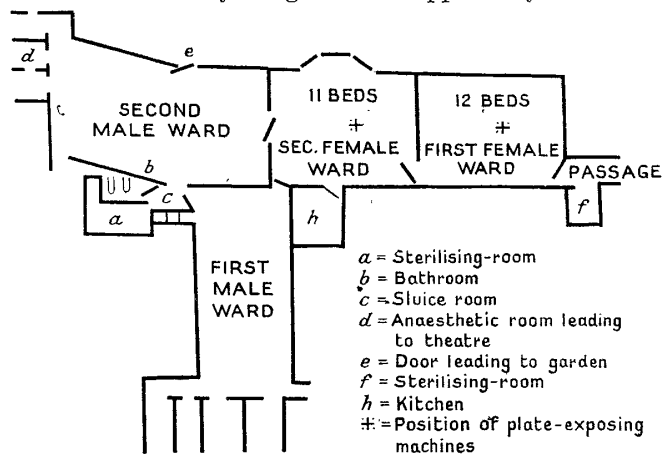 d
e
SECOND
MALE WARD
11 BEDS
SEC. FEMALE
WARD
12 BEDS
FIRST FEMALE
WARD
PASSAGE
b
c
a
h
f
FIRST
MALE
WARD
a = Sterilising-room
b = Bathroom
c = Sluice room
d = Anaesthetic room leading
to theatre
e = Door leading to garden
f = Sterilising-room
h = Kitchen
⌗ = Position of plate-exposing
machines